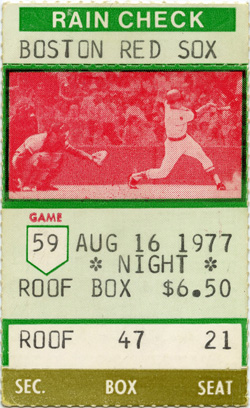 RAIN CHECK
BOSTON RED SOX
GAME
59 AUG 16 1977
* NIGHT *
ROOF BOX $6.50
ROOF 47 21
SEC. BOX SEAT